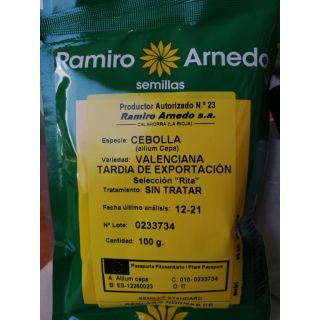 Ramiro Arnedo
semillas
Productor Autorizado N.º 23
Ramiro Arnedo s.a.
CALAHORRA (LA RIOJA)
Especie: CEBOLLA
(allium Cepa)
Variedad: VALENCIANA
TARDIA DE EXPORTACIÓN
Selección "Rita"
Tratamiento: SIN TRATAR
Fecha último análisis: 12-21
Nº Lote: 0233734
Cantidad: 100 g.
Pasaporte Fitosanitario / Plant Passport
A: Allium cepa C: 010- 0233734
B: ES-12260023 D: IT
SEMILLA STANDARD